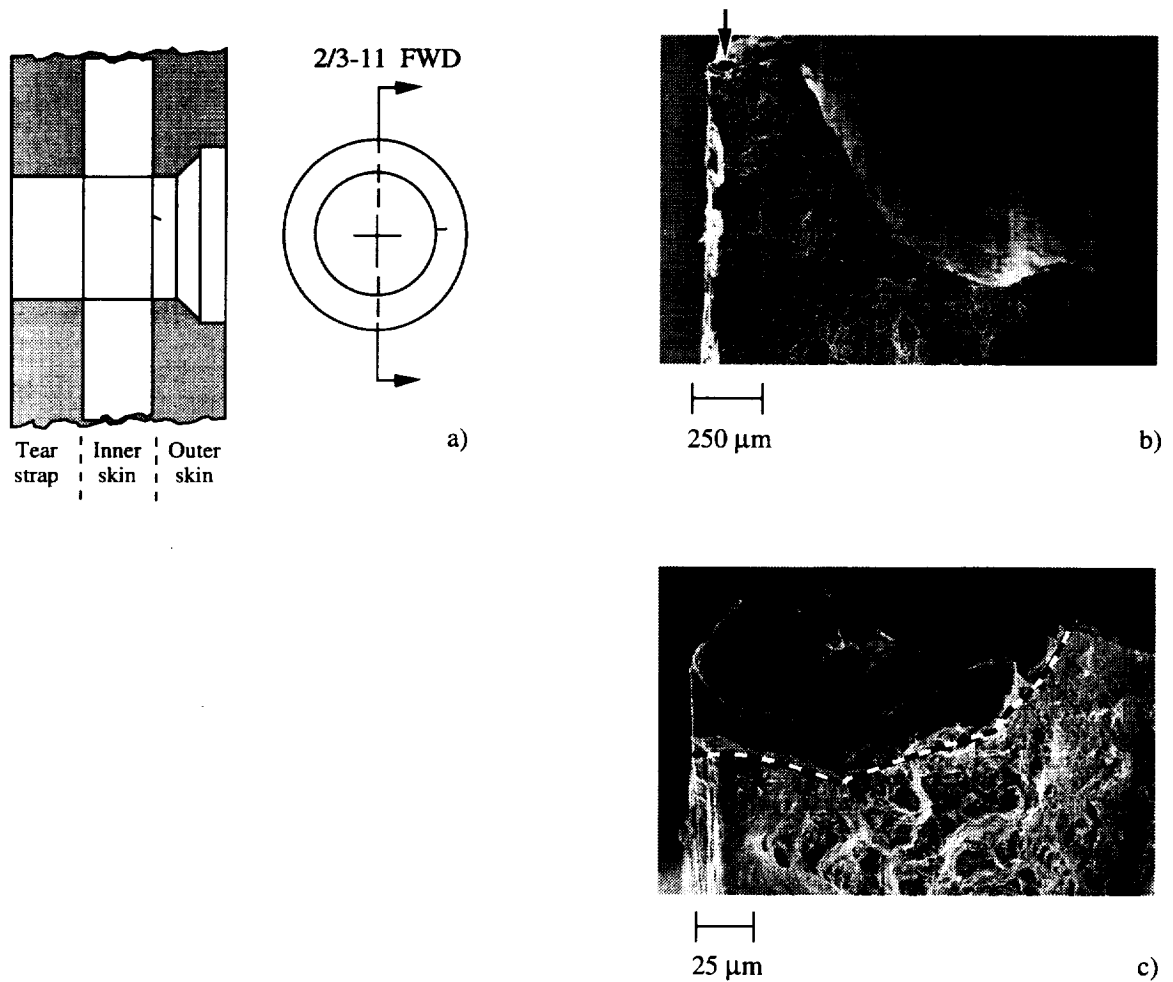 2/3-11 FWD
Tear strap
Inner skin
Outer skin
a)
250 μm
b)
25 μm
c)